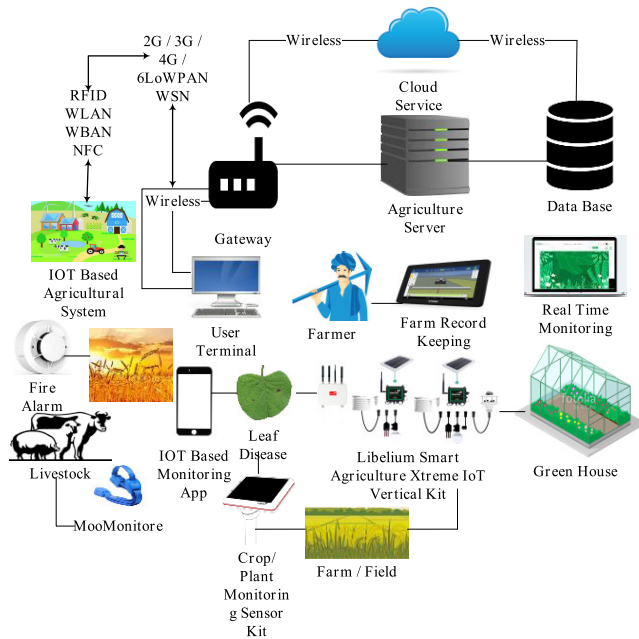 2G / 3G /
4G /
6LoWPAN
WSN
Wireless
Wireless
Cloud
Service
RFID
WLAN
WBAN
NFC
Wireless
Gateway
Agriculture
Server
Data Base
IOT Based
Agricultural
System
User
Terminal
Farmer
Farm Record
Keeping
Real Time
Monitoring
Fire
Alarm
Livestock
MooMonitore
IOT Based
Monitoring
App
Leaf
Disease
Libelium Smart
Agriculture Xtreme IoT
Vertical Kit
fotolia
Green House
Crop/
Plant
Monitorin
g Sensor
Kit
Farm / Field